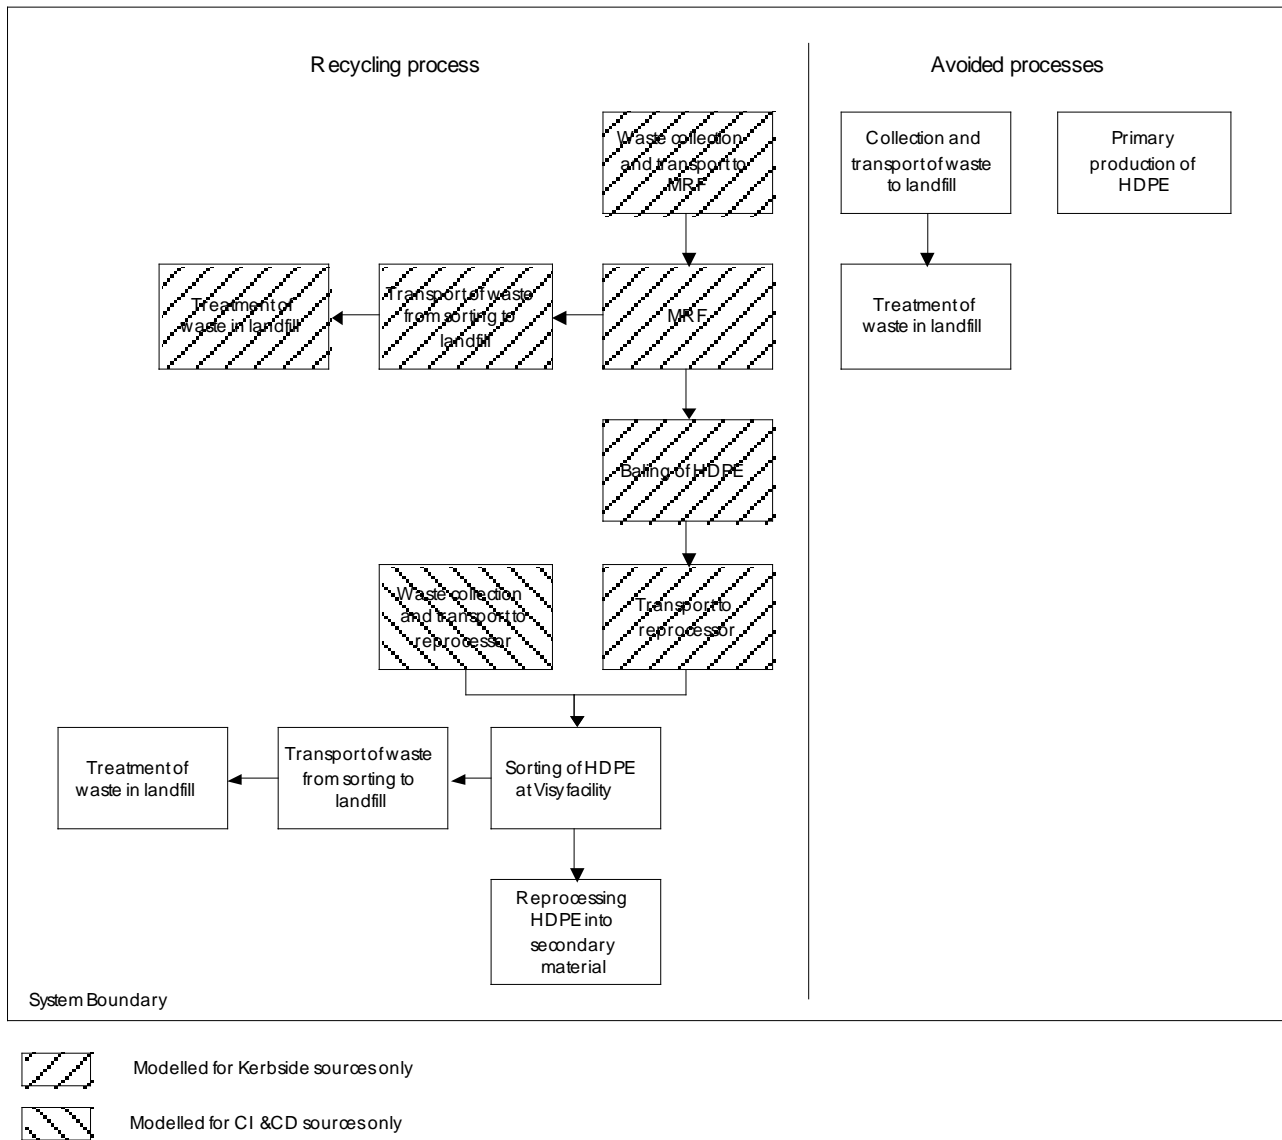 Recycling process
Avoided processes
Waste collection
and transport to
MRF
Collection and
transport of waste
to landfill
Primary
production of
HDPE
Treatment of
waste in landfill
Transport of waste
from sorting to
landfill
MRF
Treatment of
waste in landfill
Baling of HDPE
Waste collection
and transport to
reprocessor
Transport to
reprocessor
Treatment of
waste in landfill
Transport of waste
from sorting to
landfill
Sorting of HDPE
at Visy facility
Reprocessing
HDPE into
secondary
material
System Boundary
Modelled for Kerbside sources only
Modelled for CI &CD sources only